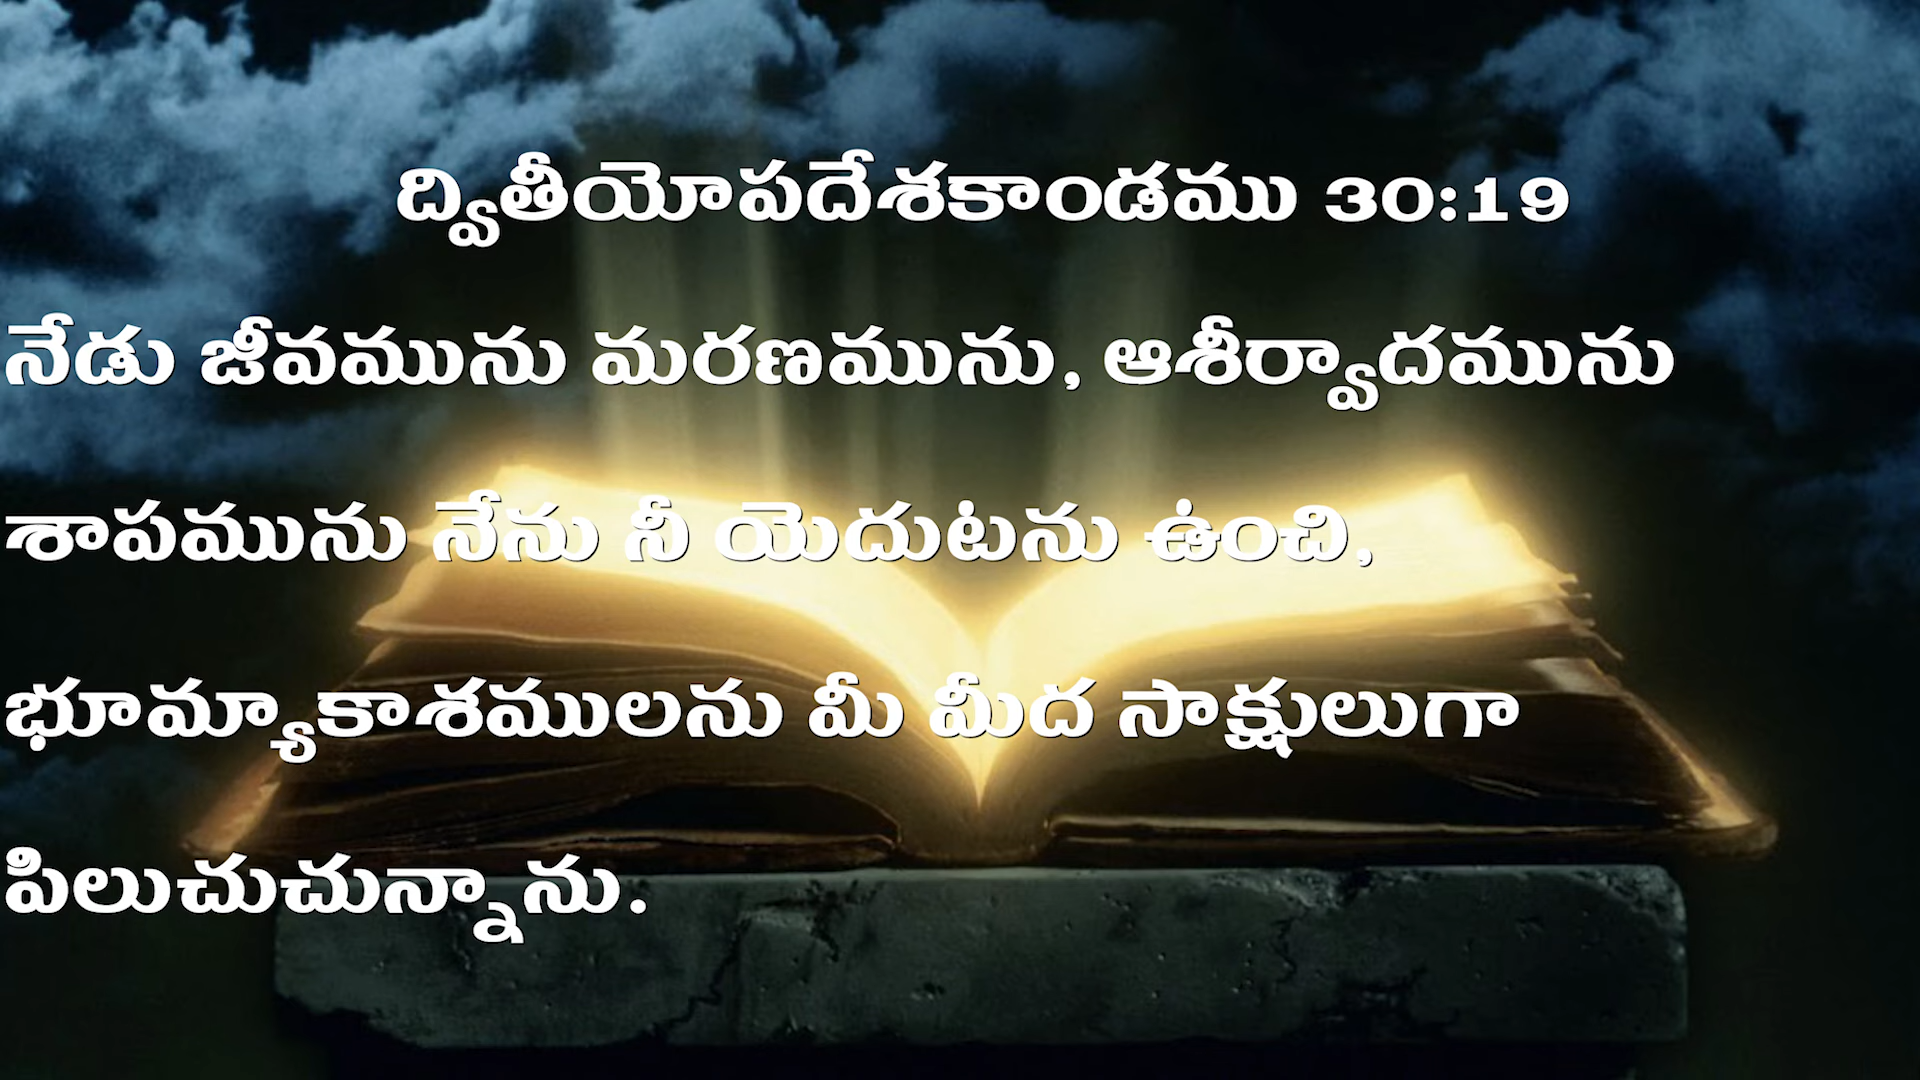 ద్వితీయోపదేశకాండము 30:19
నేడు జీవమును మరణమును, ఆశీర్వాదమును
శాపమును నేను నీ యెదుటను ఉంచి,
భూమ్యాకాశములను మీ మీద సాక్షులుగా
పిలుచుచున్నాను.